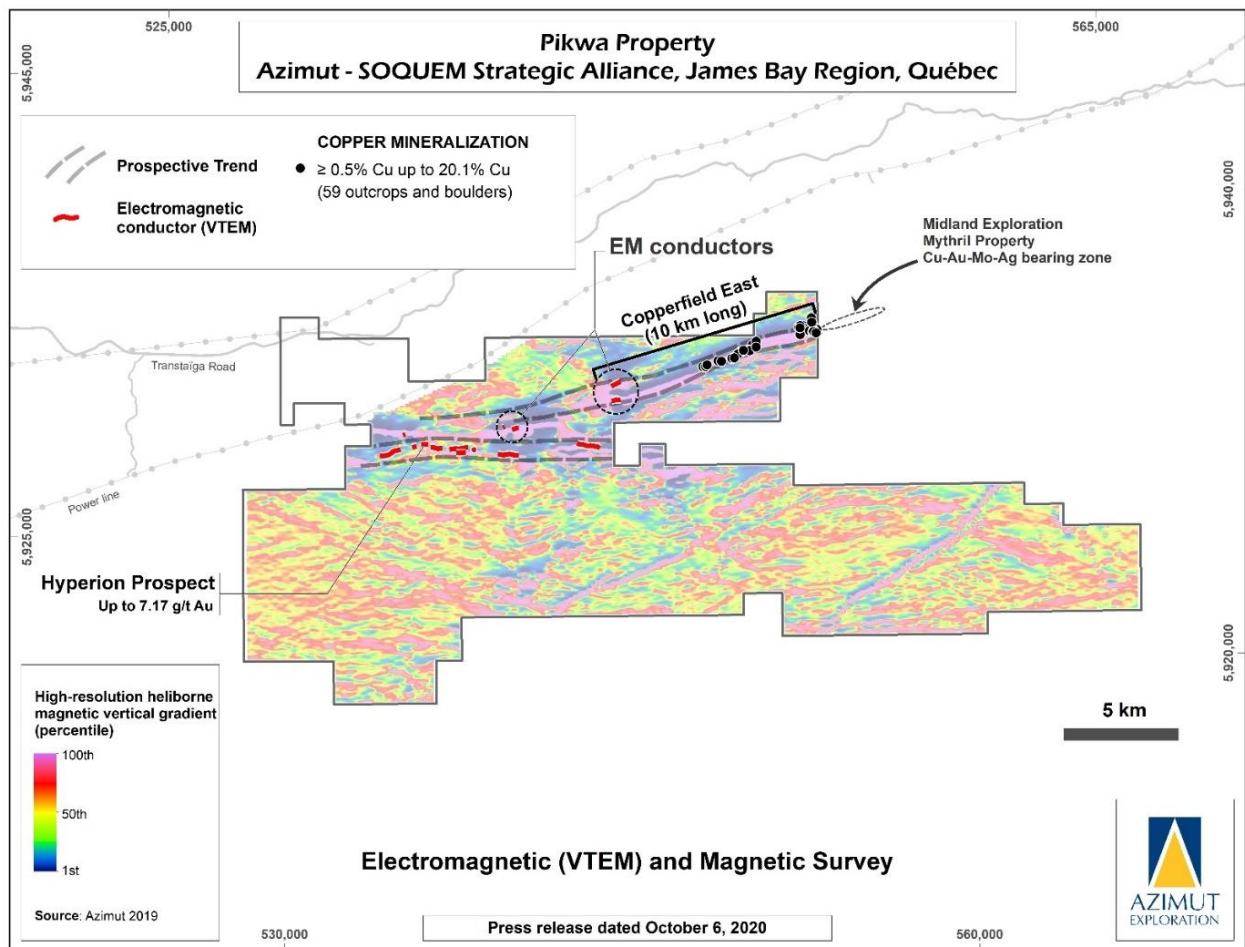 525,000
565,000
Pikwa Property
Azimut - SOQUEM Strategic Alliance, James Bay Region, Québec
5,945,000
5,940,000
Prospective Trend
Electromagnetic
conductor (VTEM)
COPPER MINERALIZATION
≥ 0.5% Cu up to 20.1% Cu
(59 outcrops and boulders)
EM conductors
Midland Exploration
Mythril Property
Cu-Au-Mo-Ag bearing zone
Copperfield East
(10 km long)
Transtaïga Road
Power line
5,925,000
Hyperion Prospect
Up to 7.17 g/t Au
5,920,000
High-resolution heliborne
magnetic vertical gradient
(percentile)
100th
50th
1st
Source: Azimut 2019
5 km
Electromagnetic (VTEM) and Magnetic Survey
AZIMUT
EXPLORATION
Press release dated October 6, 2020
530,000
560,000